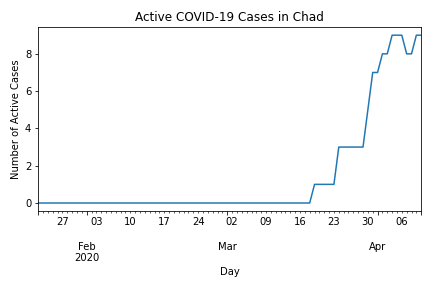 Active COVID-19 Cases in Chad
Number of Active Cases
8
6
4
2
0
27 03 10 17 24 02 09 16 23 30 06
Feb Mar Apr
2020
Day